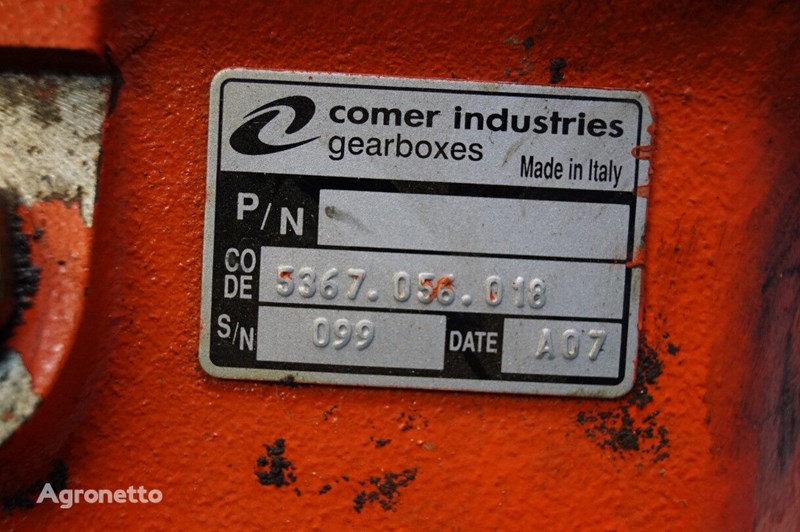 comer industries
gearboxes
Made in Italy
P/N
CO
DE
5367.056.018
S/N
099
DATE
A07
Agronetto